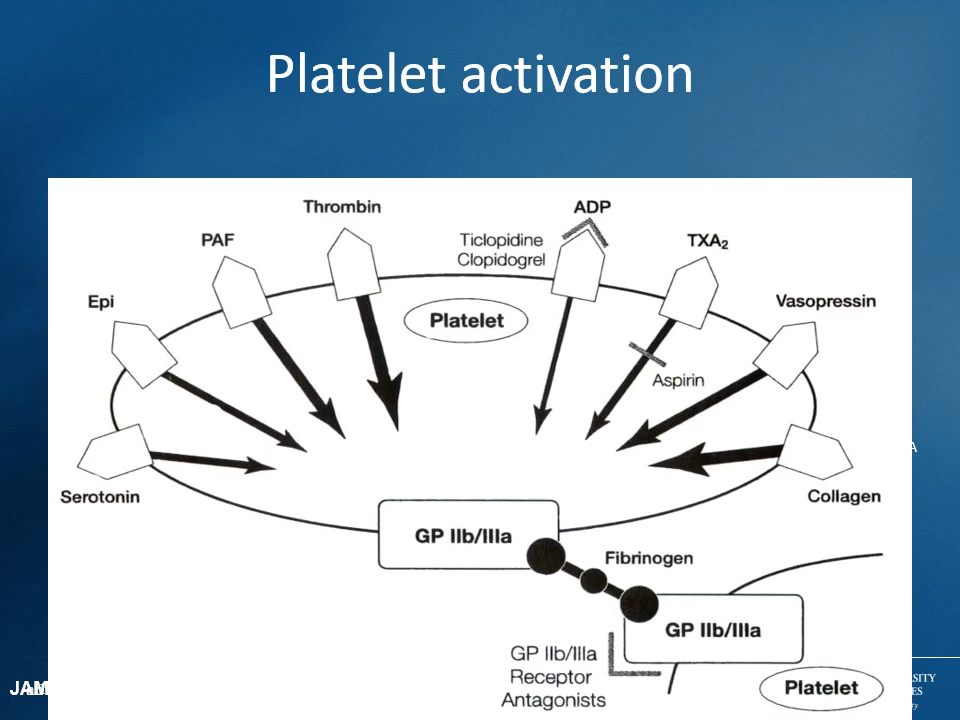 Platelet activation
Thrombin
ADP
PAF
Ticlopidine
Clopidogrel
TXA₂
Epi
Vasopressin
Platelet
Aspirin
A
Serotonin
Collagen
GP IIb/IIIa
Fibrinogen
GP IIb/IIIa
GP IIb/IIIa
Receptor
Antagonists
Platelet